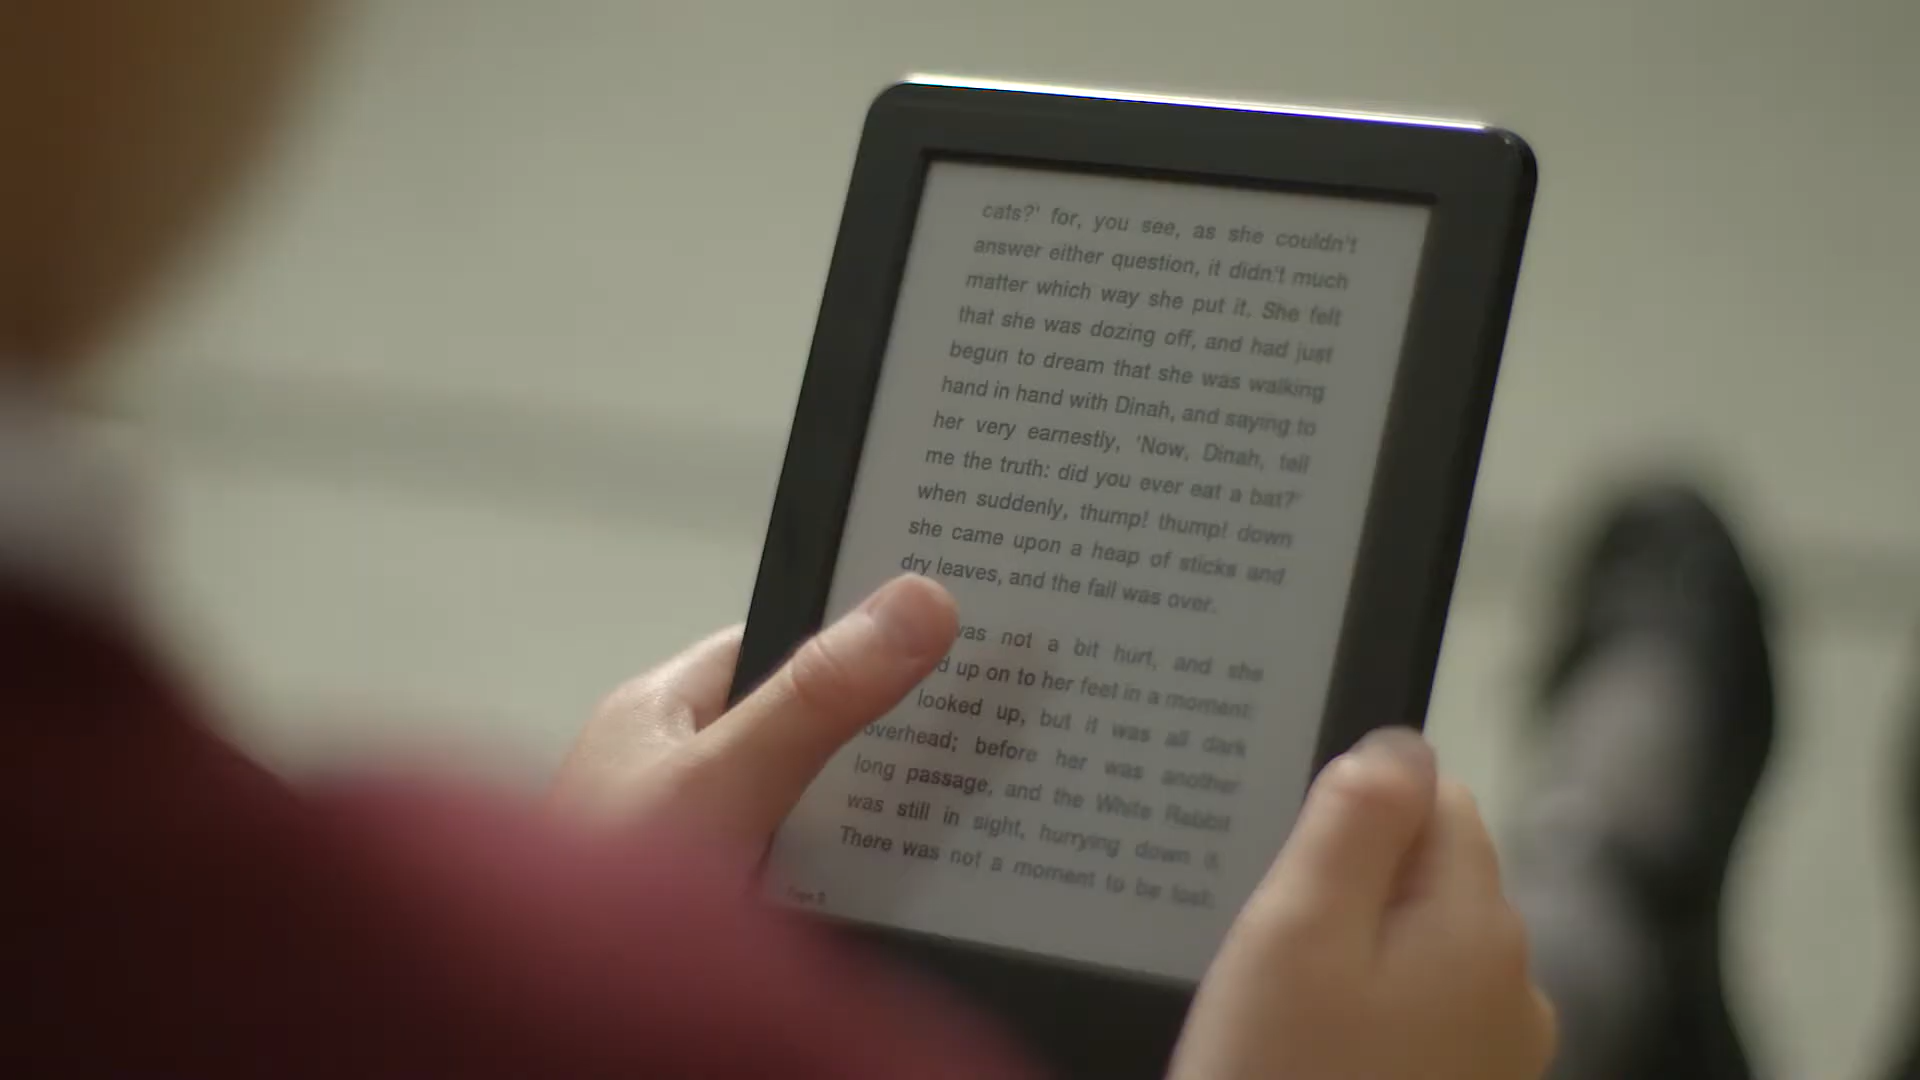 cats?' for, you see, as she couldn't
answer either question, it didn't much
matter which way she put it. She felt
that she was dozing off, and had just
begun to dream that she was walking
hand in hand with Dinah, and saying to
her very earnestly, 'Now, Dinah, tell
me the truth: did you ever eat a bat?'
when suddenly, thump! thump! down
she came upon a heap of sticks and
dry leaves, and the fall was over.
was not a bit hurt, and she
up on to her feet in a moment:
looked up, but it was all dark
overhead; before her was another
long passage, and the White Rabbit
was still in sight, hurrying down it.
There was not a moment to be lost: